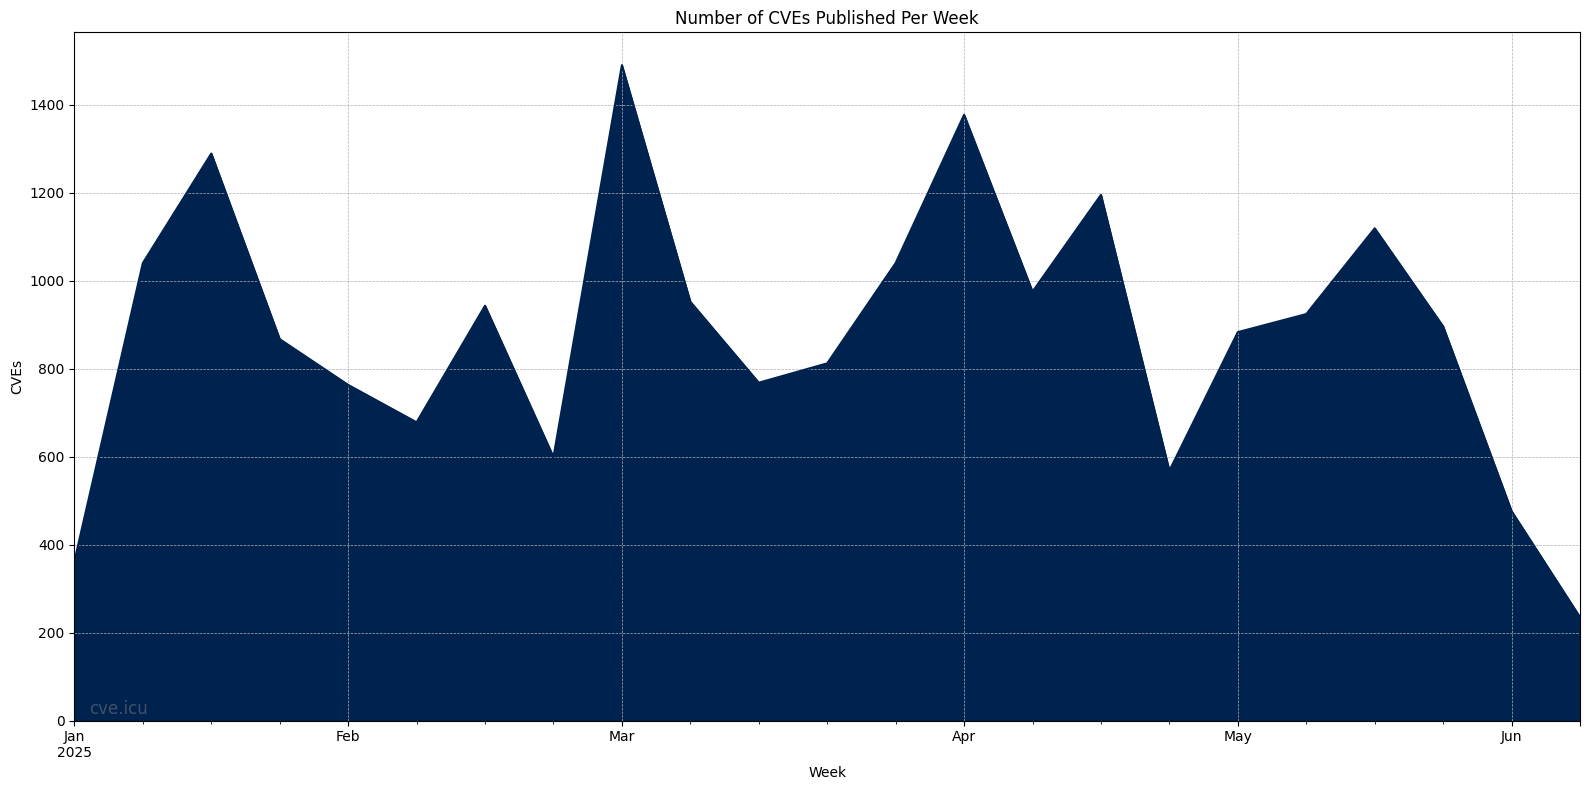 Number of CVEs Published Per Week
1400
1200
1000
800
600
400
200
0
CVEs
cve.icu
Jan Feb Mar Apr May Jun
2025
Week